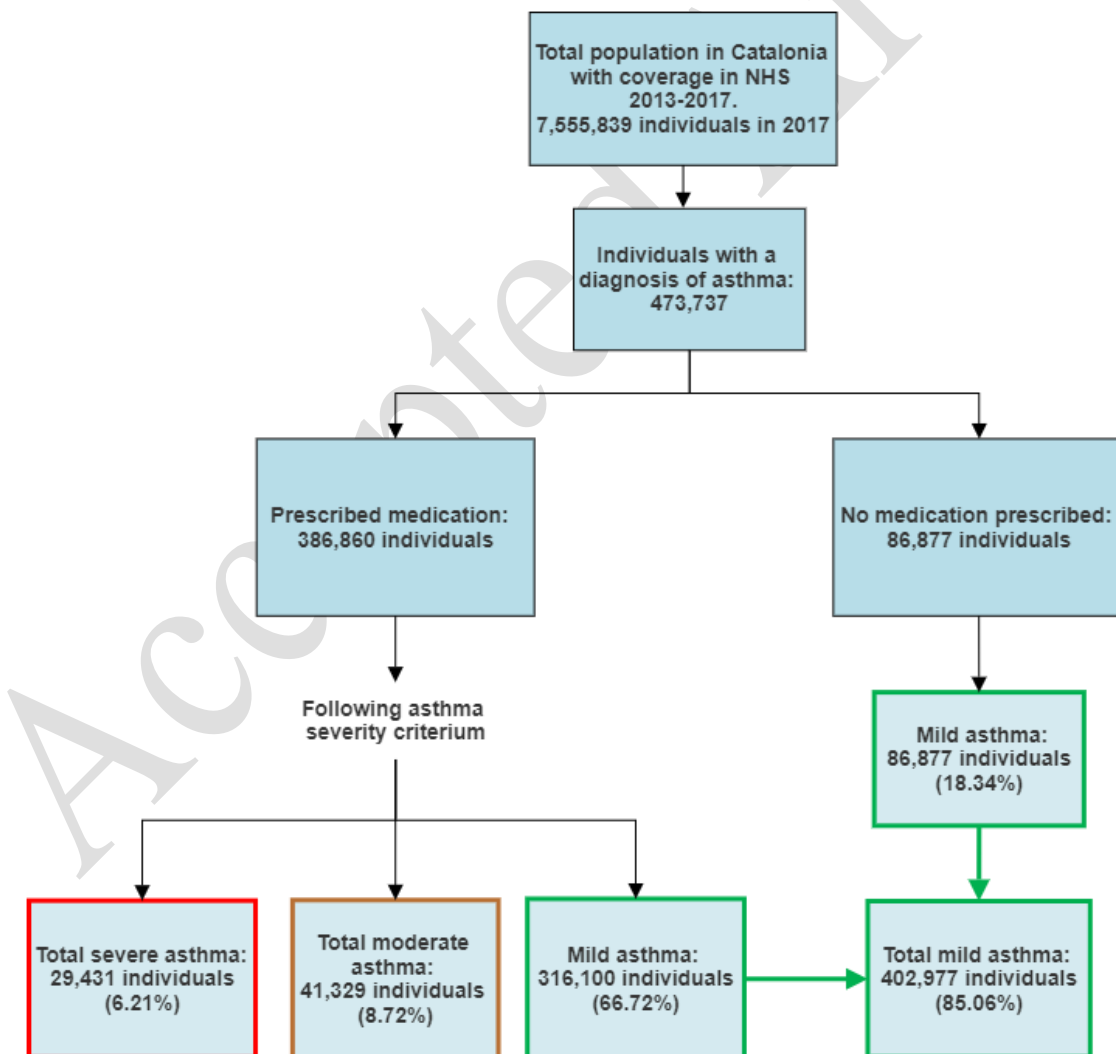 Total population in Catalonia
with coverage in NHS
2013-2017.
7,555,839 individuals in 2017
Individuals with a
diagnosis of asthma:
473,737
Prescribed medication:
386,860 individuals
No medication prescribed:
86,877 individuals
Following asthma
severity criterium
Mild asthma:
86,877 individuals
(18.34%)
Total severe asthma:
29,431 individuals
(6.21%)
Total moderate
asthma:
41,329 individuals
(8.72%)
Mild asthma:
316,100 individuals
(66.72%)
Total mild asthma:
402,977 individuals
(85.06%)
Accepted